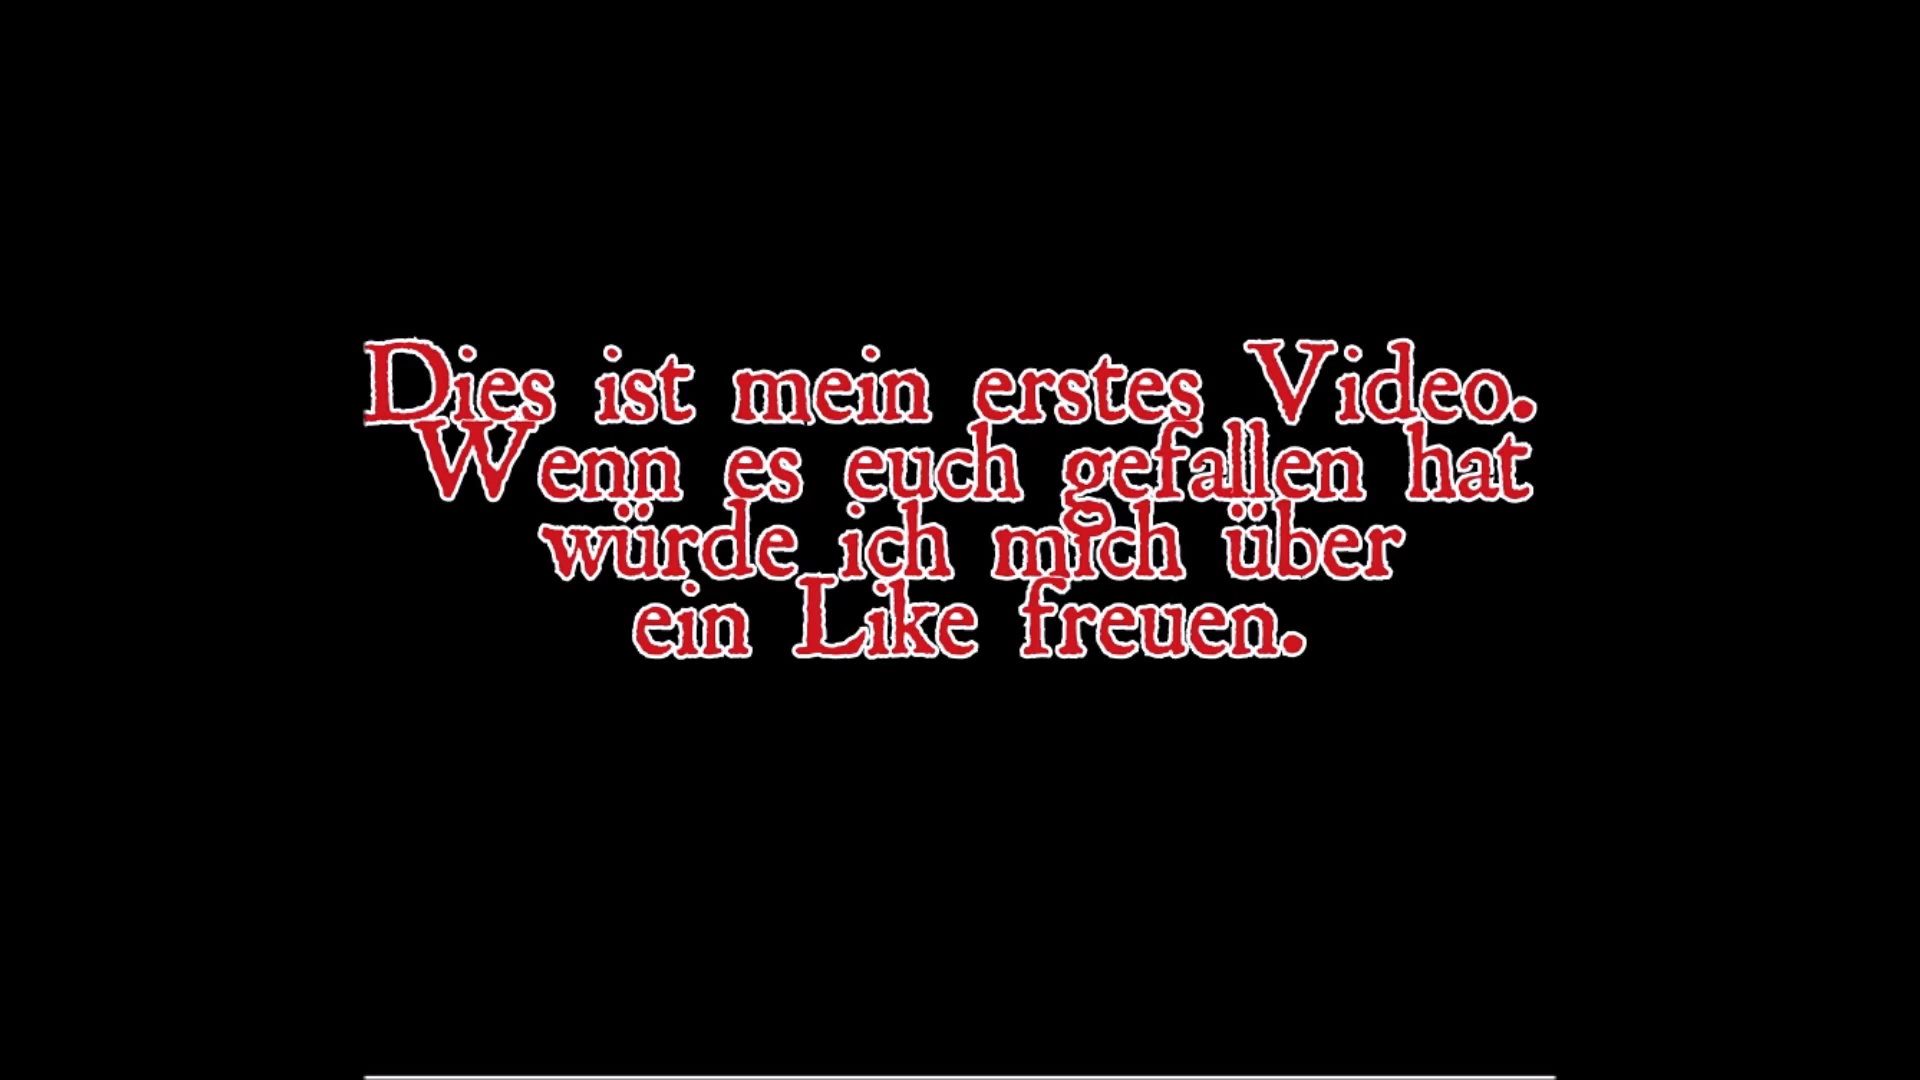 Dies ist mein erstes Video.
Wenn es euch gefallen hat
würde ich mich über
ein Like freuen.